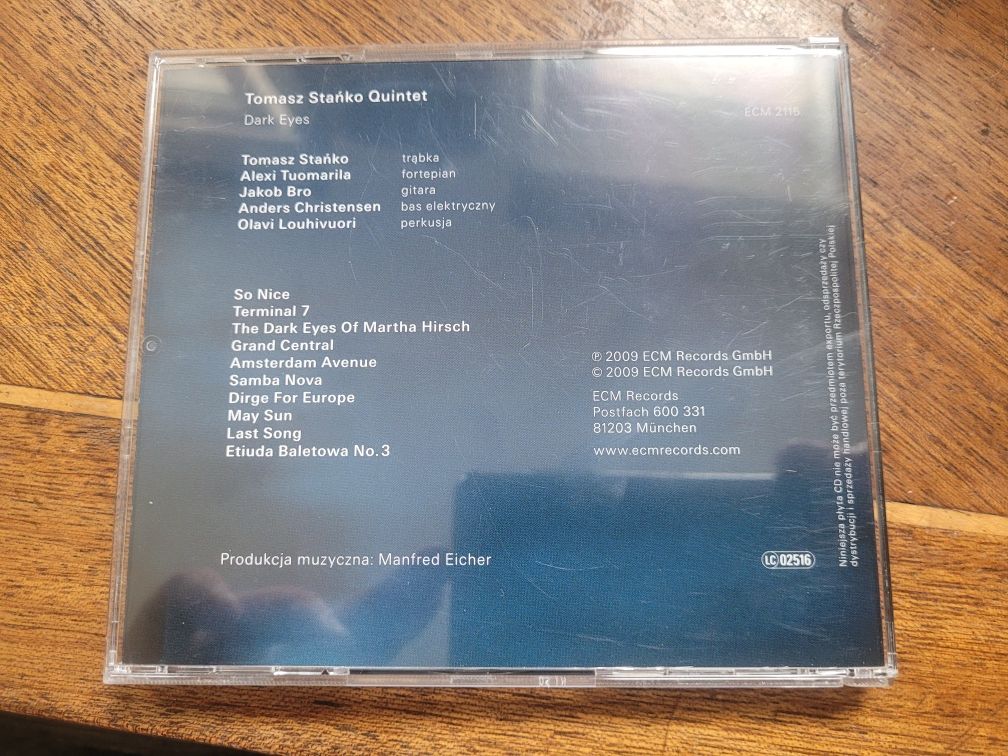 Tomasz Stańko Quintet
Dark Eyes
ECM 2115
Tomasz Stańko trąbka
Alexi Tuomarila fortepian
Jakob Bro gitara
Anders Christensen bas elektryczny
Olavi Louhivuori perkusja
So Nice
Terminal 7
The Dark Eyes Of Martha Hirsch
Grand Central
Amsterdam Avenue
Samba Nova
Dirge For Europe
May Sun
Last Song
Etiuda Baletowa No. 3
℗ 2009 ECM Records GmbH
© 2009 ECM Records GmbH
ECM Records
Postfach 600 331
81203 München
www.ecmrecords.com
Produkcja muzyczna: Manfred Eicher
LC 02516
Niniejsza płyta CD nie może być przedmiotem exportu, odsprzedaży czy
dystrybucji i sprzedaży handlowej poza terytorium Rzeczpospolitej Polskiej